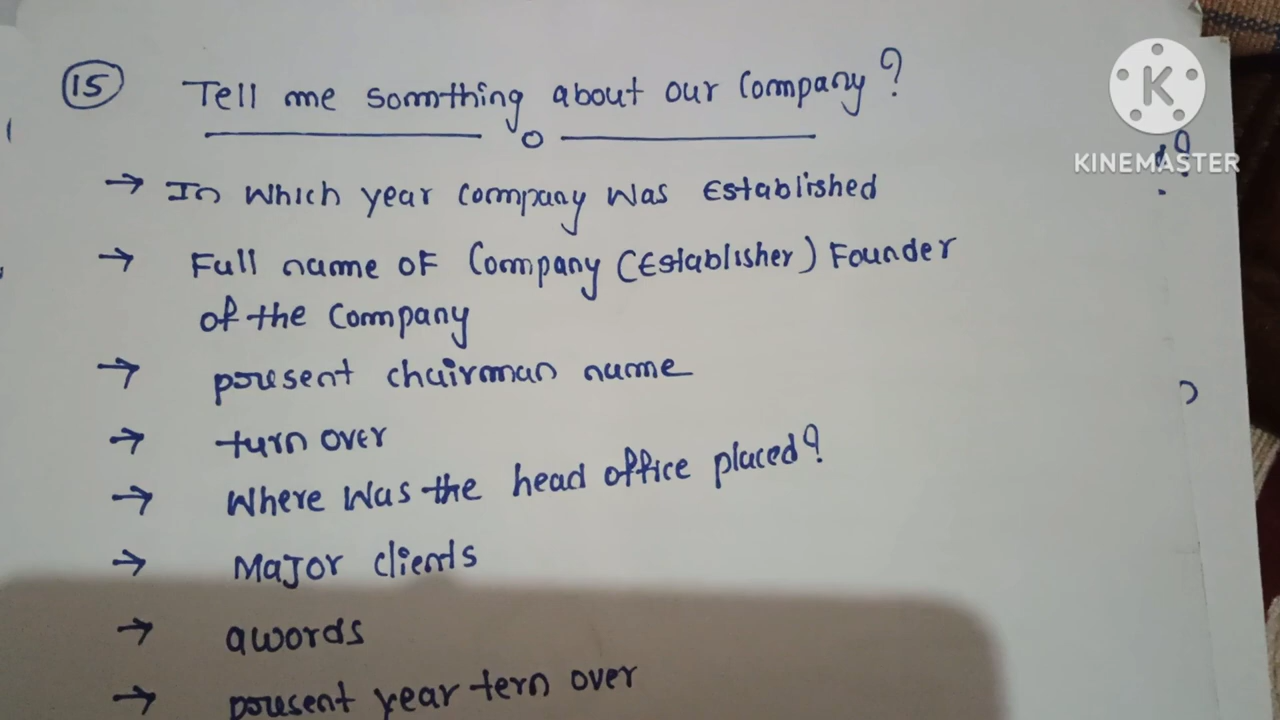 15 Tell me somthing about our Company?
→ In which year company was Established
→ Full name of Company (Establisher) Founder
of the Company
→ present chairman name
→ turn over
→ Where was the head office placed?
→ Major clients
→ awords
→ present year tern over
K
KINEMASTER